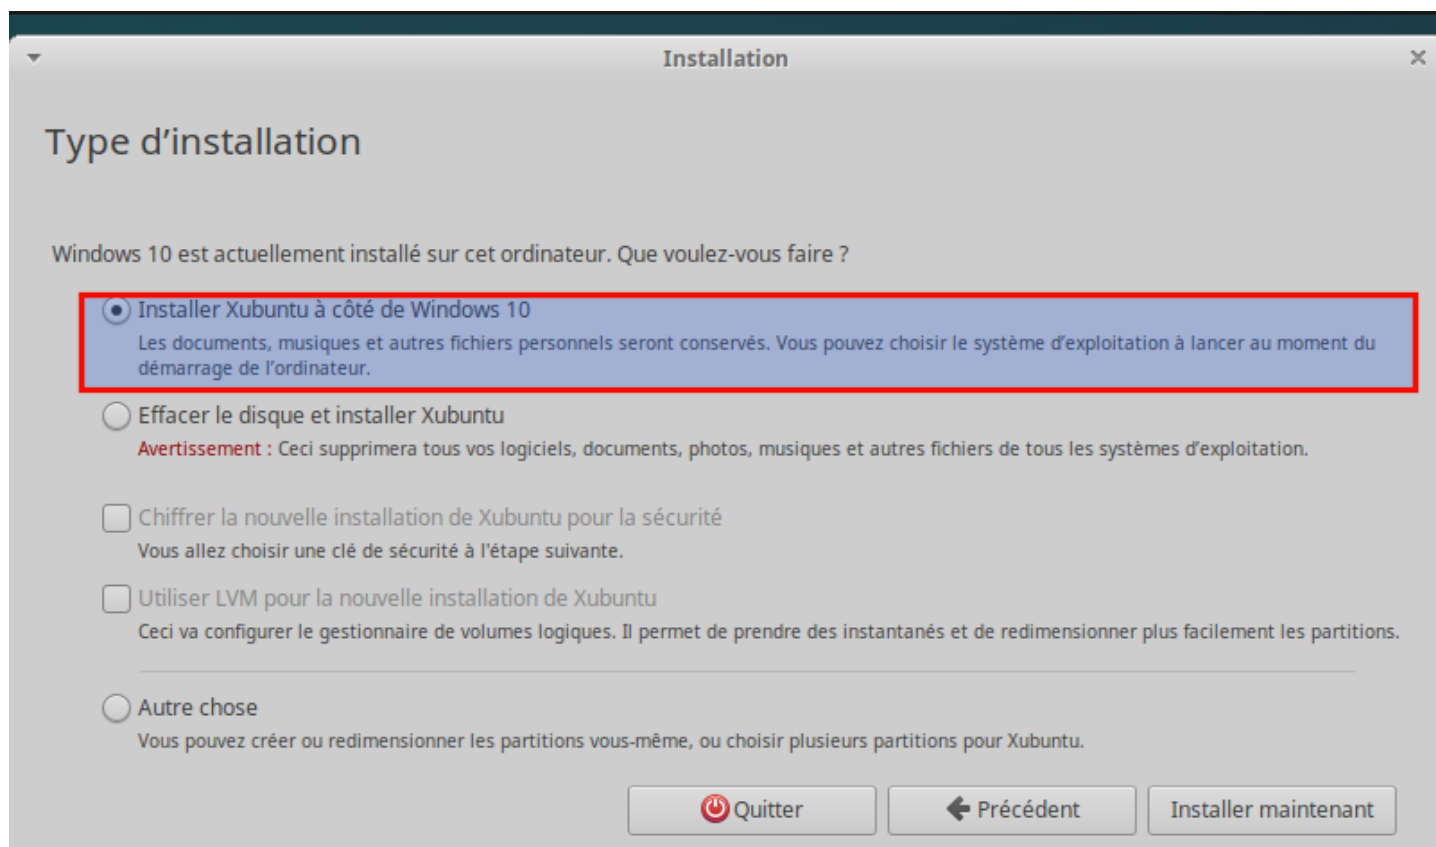 Installation
Type d’installation
Windows 10 est actuellement installé sur cet ordinateur. Que voulez-vous faire ?
Installer Xubuntu à côté de Windows 10
Les documents, musiques et autres fichiers personnels seront conservés. Vous pouvez choisir le système d’exploitation à lancer au moment du
démarrage de l’ordinateur.
Effacer le disque et installer Xubuntu
Avertissement : Ceci supprimera tous vos logiciels, documents, photos, musiques et autres fichiers de tous les systèmes d’exploitation.
Chiffrer la nouvelle installation de Xubuntu pour la sécurité
Vous allez choisir une clé de sécurité à l'étape suivante.
Utiliser LVM pour la nouvelle installation de Xubuntu
Ceci va configurer le gestionnaire de volumes logiques. Il permet de prendre des instantanés et de redimensionner plus facilement les partitions.
Autre chose
Vous pouvez créer ou redimensionner les partitions vous-même, ou choisir plusieurs partitions pour Xubuntu.
Quitter Précédent Installer maintenant